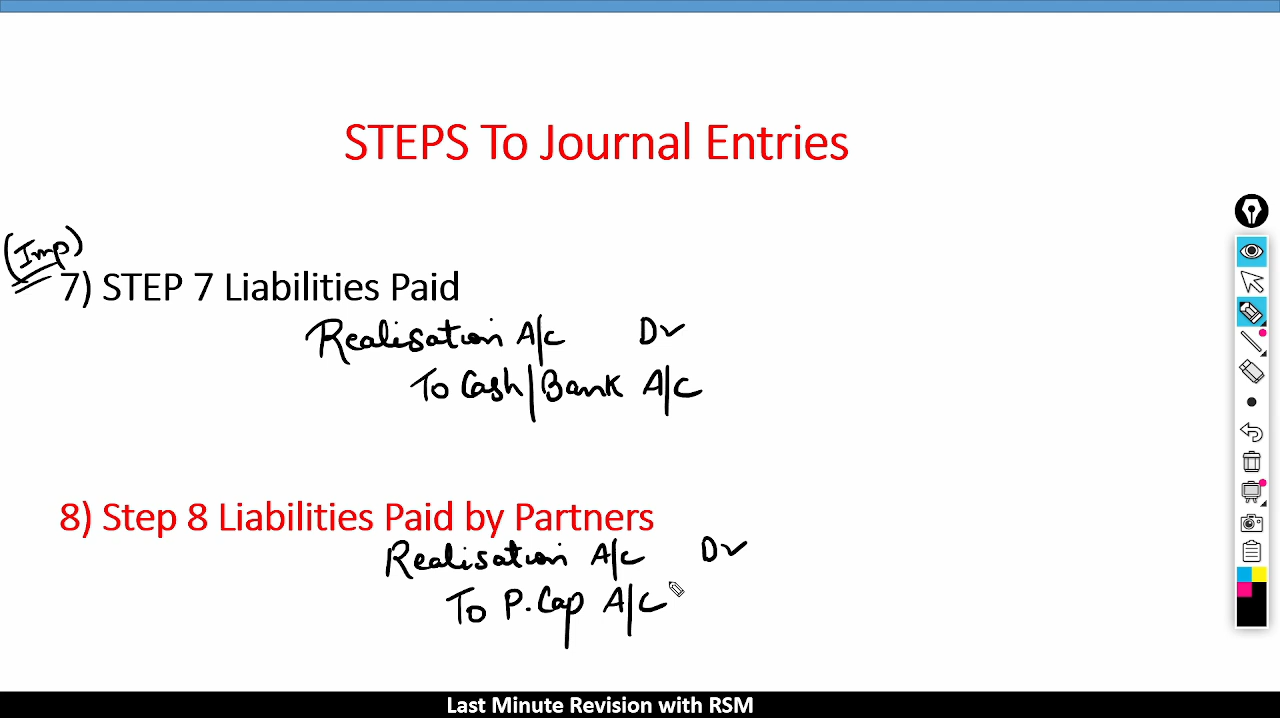 STEPS To Journal Entries
(Imp)
7) STEP 7 Liabilities Paid
Realisation A/c Dr
To Cash/Bank A/C
8) Step 8 Liabilities Paid by Partners
Realisation A/c Dr
To P. Cap A/C
Last Minute Revision with RSM